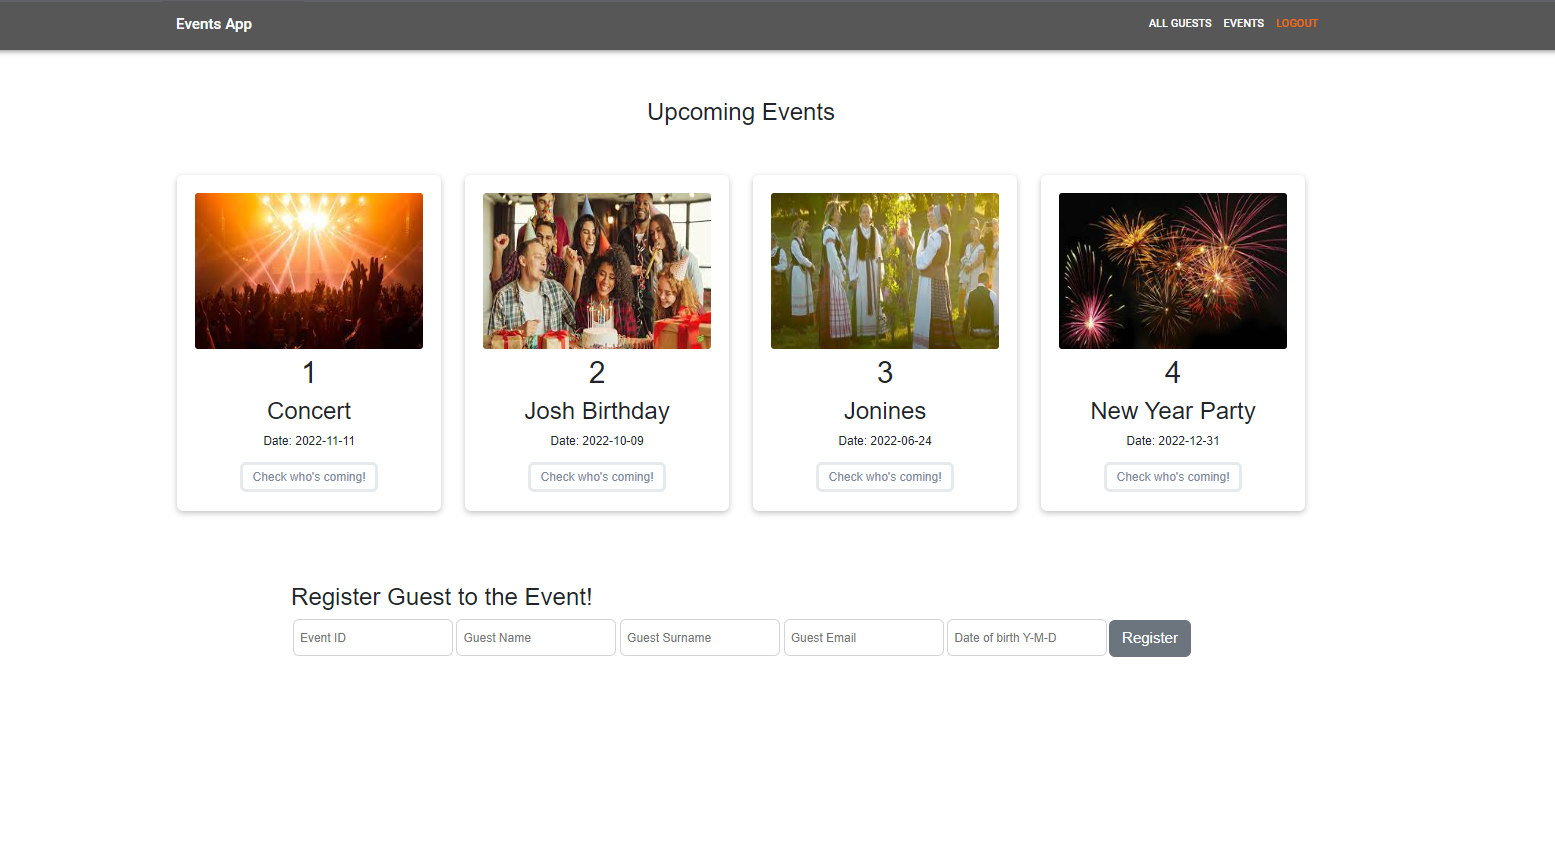 Events App
ALL GUESTS EVENTS LOGOUT
Upcoming Events
1
Concert
Date: 2022-11-11
Check who's coming!
2
Josh Birthday
Date: 2022-10-09
Check who's coming!
3
Jonines
Date: 2022-06-24
Check who's coming!
4
New Year Party
Date: 2022-12-31
Check who's coming!
Register Guest to the Event!
Event ID Guest Name Guest Surname Guest Email Date of birth Y-M-D Register